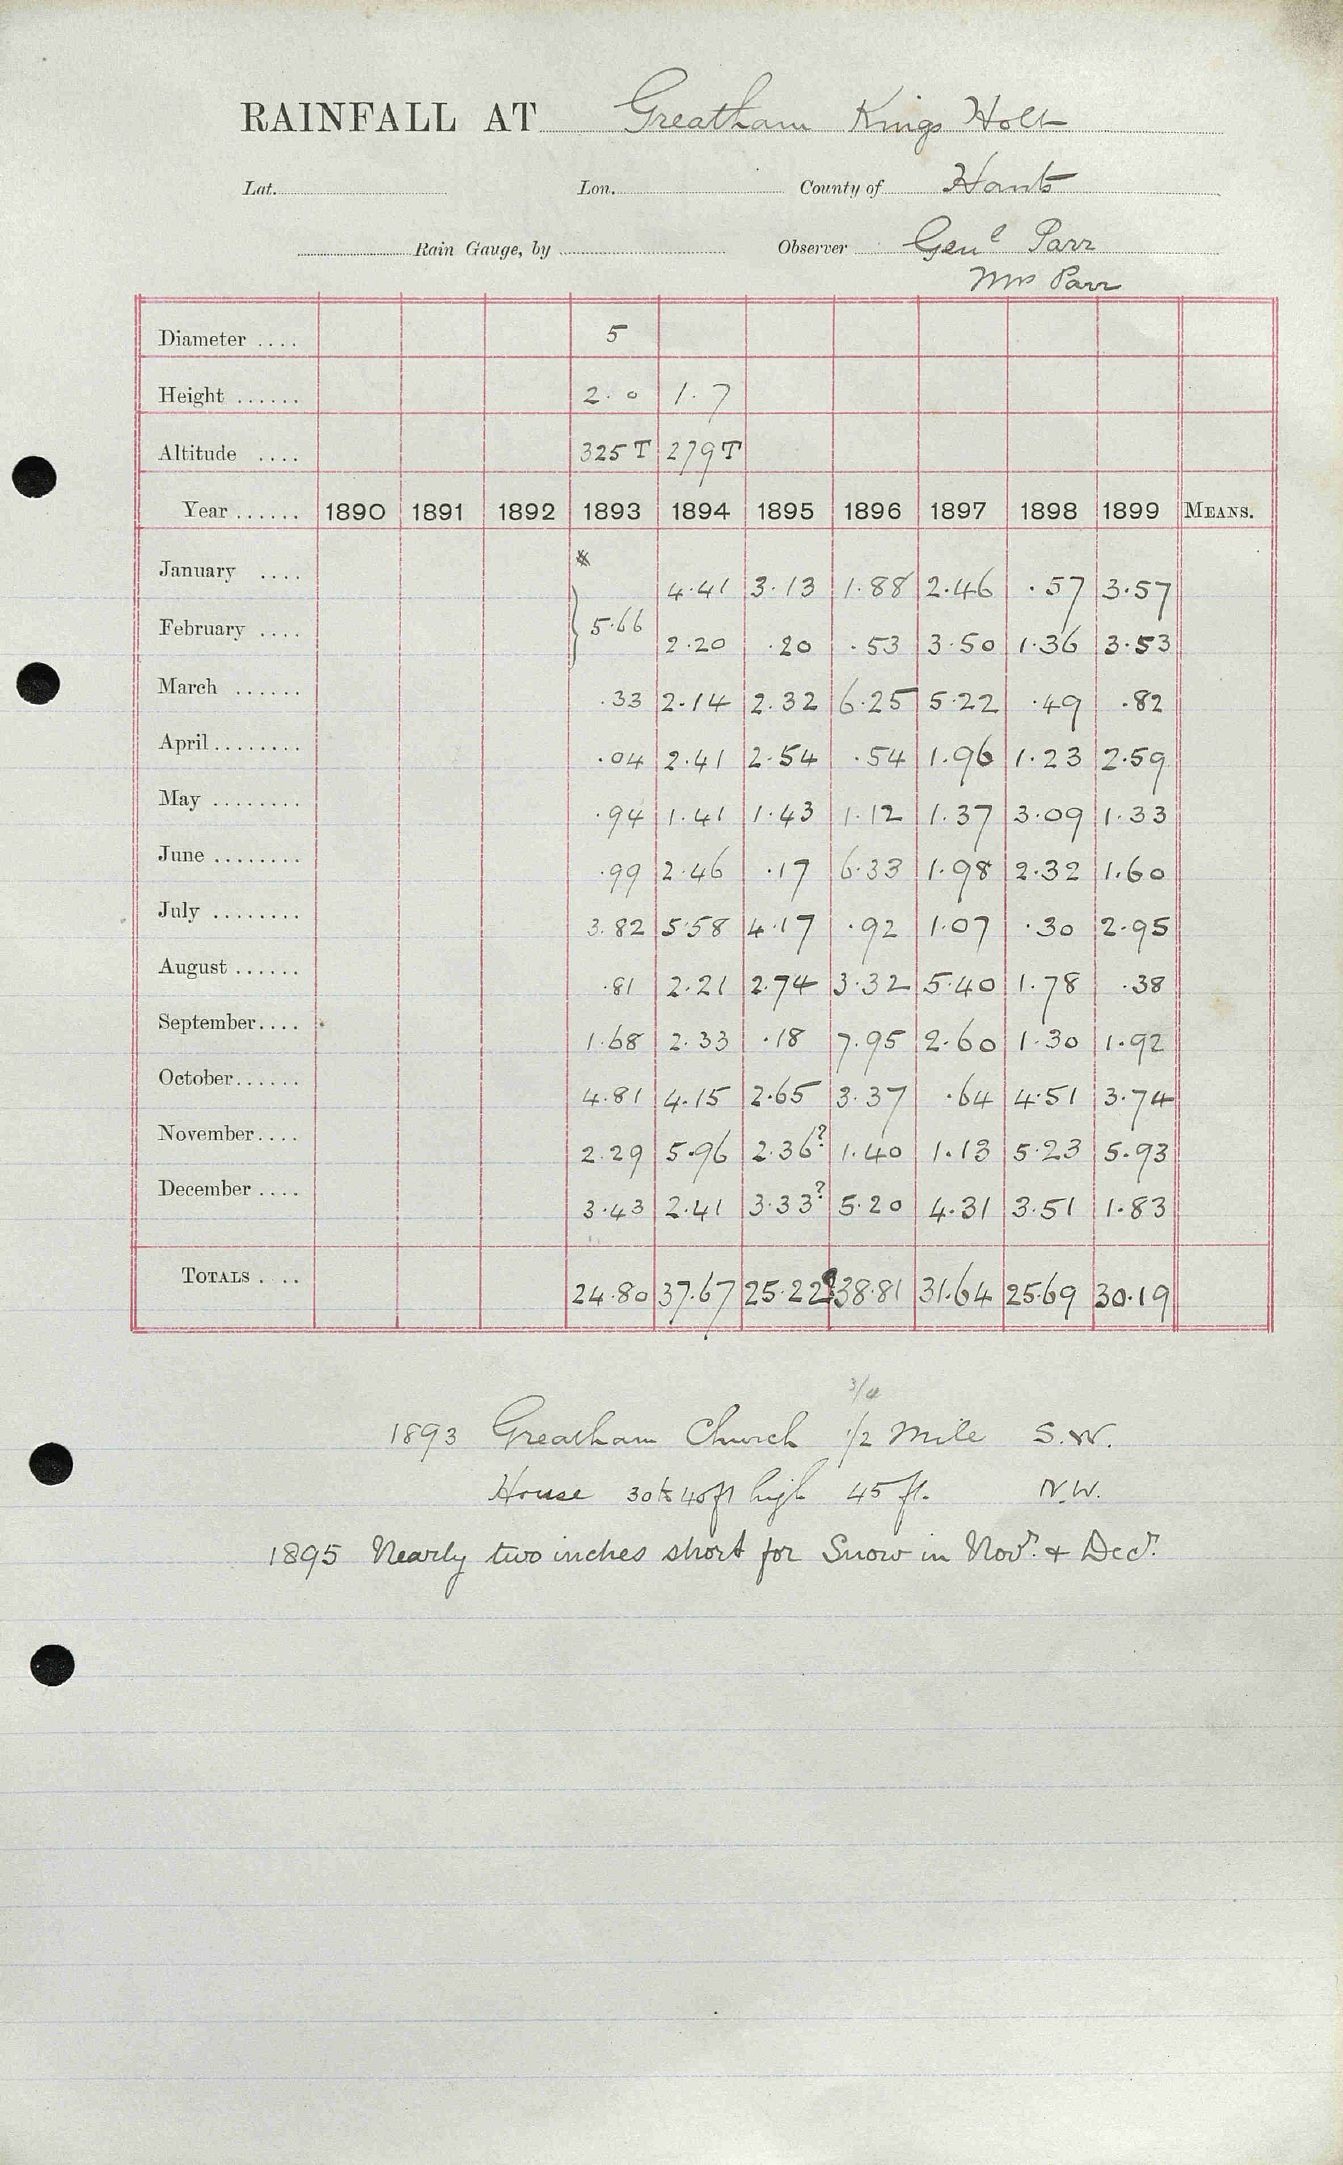 RAINFALL AT Greatham Kings Holt
Lat. Lon. County of Hants
Rain Gauge, by Observer Genl Parr
Mrs Parr
Diameter .... 5
Height ...... 2.0 1.7
Altitude .... 325 T 279 T
Year ...... 1890 1891 1892 1893 1894 1895 1896 1897 1898 1899 MEANS.
January .... * 4.41 3.13 1.88 2.46 .57 3.57
February .... } 5.66 2.20 .20 .53 3.50 1.36 3.53
March ...... .33 2.14 2.32 6.25 5.22 .49 .82
April ........ .04 2.41 2.54 .54 1.96 1.23 2.59
May ........ .94 1.41 1.43 1.12 1.37 3.09 1.33
June ........ .99 2.46 .17 6.33 1.98 2.32 1.60
July ........ 3.82 5.58 4.17 .92 1.07 .30 2.95
August ...... .81 2.21 2.74 3.32 5.40 1.78 .38
September.... 1.68 2.33 .18 7.95 2.60 1.30 1.92
October...... 4.81 4.15 2.65 3.37 .64 4.51 3.74
November.... 2.29 5.96 2.36? 1.40 1.13 5.23 5.93
December .... 3.43 2.41 3.33? 5.20 4.31 3.51 1.83
TOTALS .... 24.80 37.67 25.22? 38.81 31.64 25.69 30.19
3/4
1893 Greatham Church 1/2 Mile S.W.
House 30 to 40 ft high 45 ft. N.W.
1895 Nearly two inches short for Snow in Novr. & Decr.